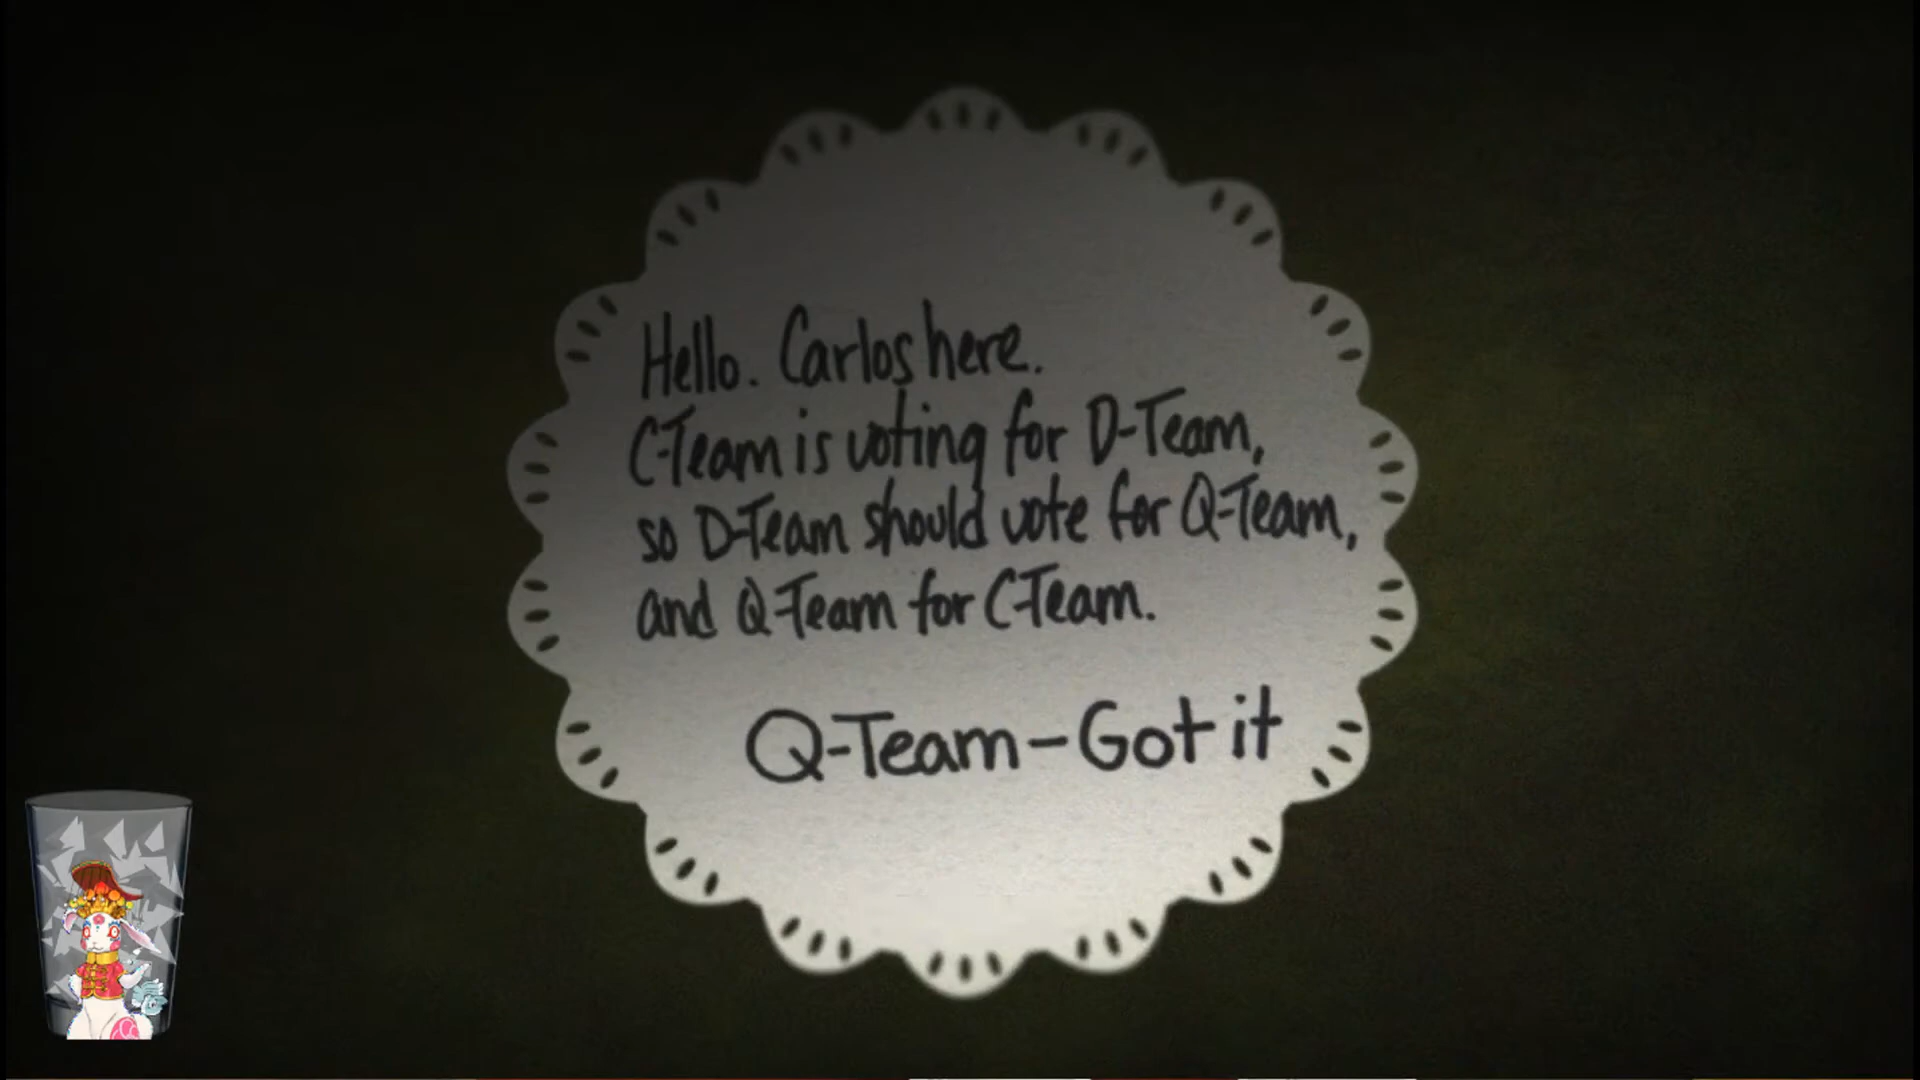 Hello. Carlos here.
C-Team is voting for D-Team,
so D-Team should vote for Q-Team,
and Q-Team for C-Team.
Q-Team-Got it